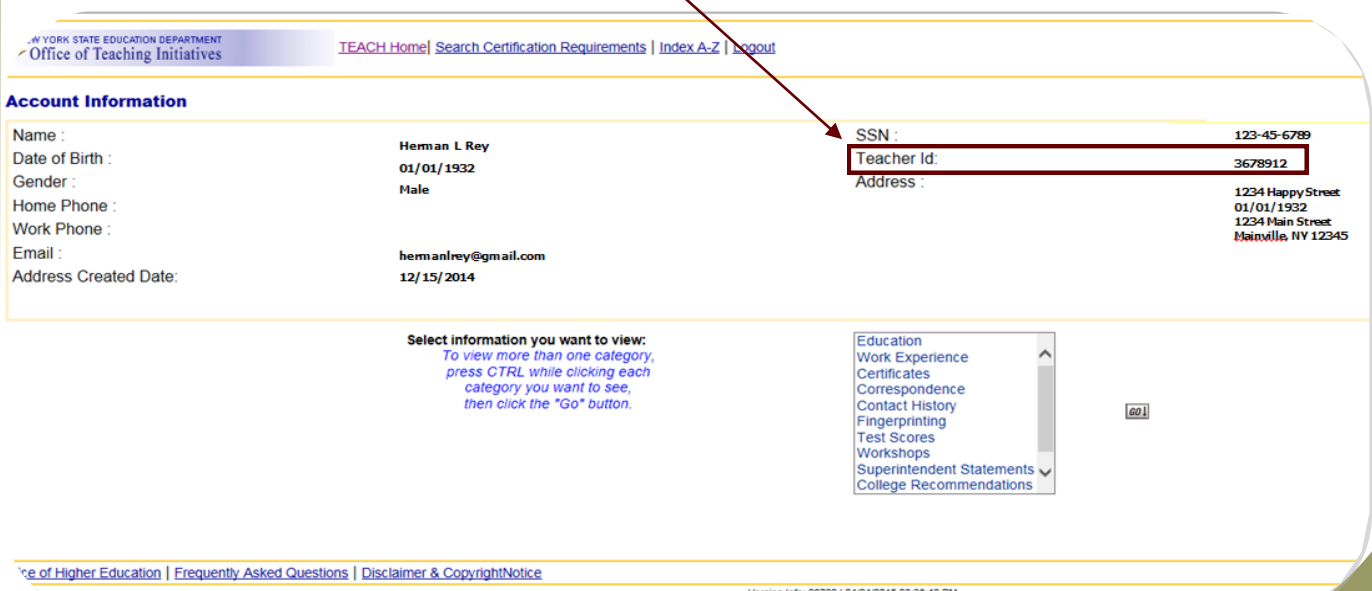 YORK STATE EDUCATION DEPARTMENT
Office of Teaching Initiatives
TEACH Home| Search Certification Requirements | Index A-Z | Logout
Account Information
Name : Herman L Rey
Date of Birth : 01/01/1932
Gender : Male
Home Phone :
Work Phone :
Email : hermanlrey@gmail.com
Address Created Date: 12/15/2014
SSN : 123-45-6789
Teacher Id: 3678912
Address : 1234 Happy Street
01/01/1932
1234 Main Street
Mainville, NY 12345
Select information you want to view:
To view more than one category,
press CTRL while clicking each
category you want to see,
then click the "Go" button.
Education
Work Experience
Certificates
Correspondence
Contact History
Fingerprinting
Test Scores
Workshops
Superintendent Statements
College Recommendations
GO
of Higher Education | Frequently Asked Questions | Disclaimer & CopyrightNotice